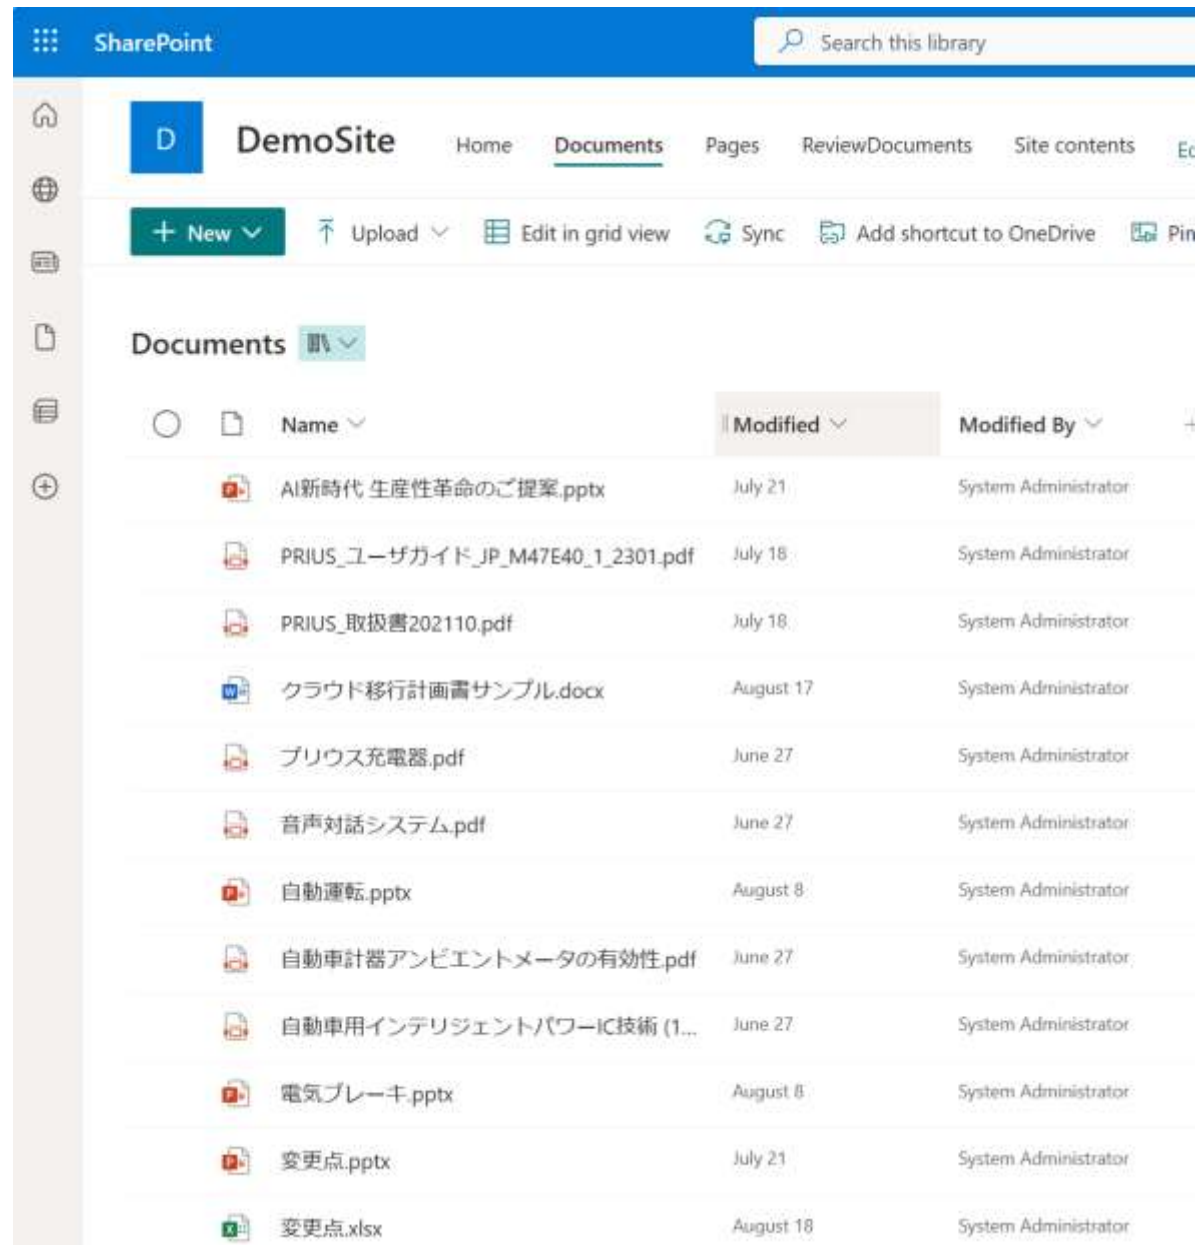 SharePoint
Search this library
D
DemoSite
Home
Documents
Pages
ReviewDocuments
Site contents
+ New
Upload
Edit in grid view
Sync
Add shortcut to OneDrive
Documents
Name
Modified
Modified By
AI新時代 生産性革命のご提案.pptx July 21 System Administrator
PRIUS_ユーザガイド_JP_M47E40_1_2301.pdf July 18 System Administrator
PRIUS_取扱書202110.pdf July 18 System Administrator
クラウド移行計画書サンプル.docx August 17 System Administrator
プリウス充電器.pdf June 27 System Administrator
音声対話システム.pdf June 27 System Administrator
自動運転.pptx August 8 System Administrator
自動車計器アンビエントメータの有効性.pdf June 27 System Administrator
自動車用インテリジェントパワーIC技術 (1... June 27 System Administrator
電気ブレーキ.pptx August 8 System Administrator
変更点.pptx July 21 System Administrator
変更点.xlsx August 18 System Administrator